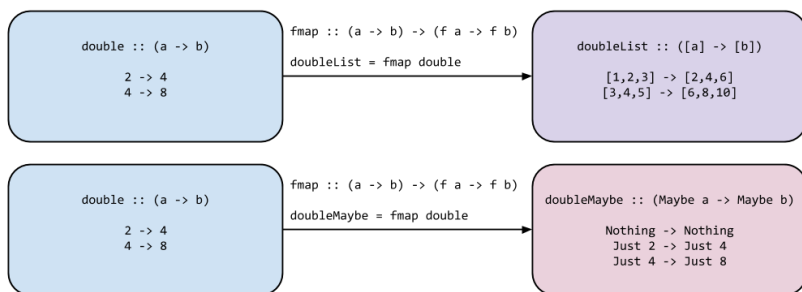 double :: (a -> b)
2 -> 4
4 -> 8
fmap :: (a -> b) -> (f a -> f b)
doubleList = fmap double
doubleList :: ([a] -> [b])
[1,2,3] -> [2,4,6]
[3,4,5] -> [6,8,10]
double :: (a -> b)
2 -> 4
4 -> 8
fmap :: (a -> b) -> (f a -> f b)
doubleMaybe = fmap double
doubleMaybe :: (Maybe a -> Maybe b)
Nothing -> Nothing
Just 2 -> Just 4
Just 4 -> Just 8